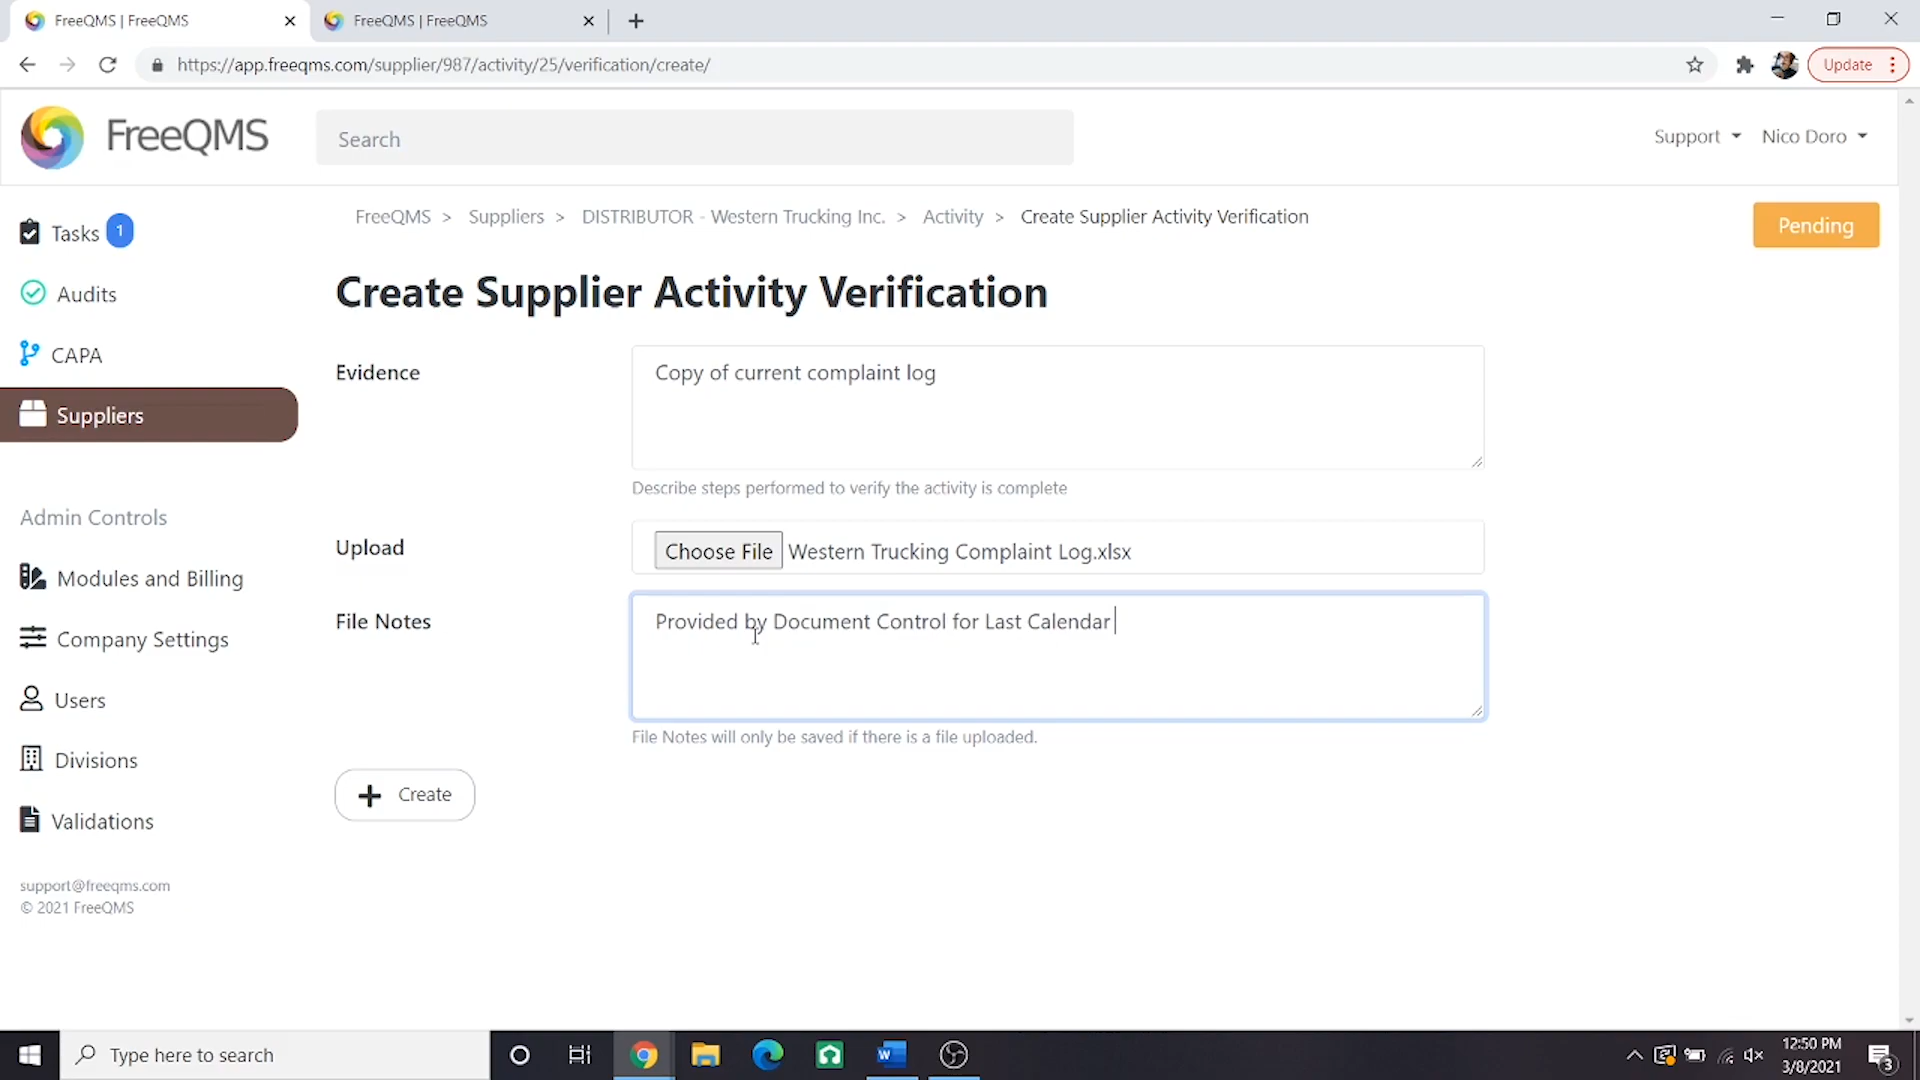 FreeQMS | FreeQMS
FreeQMS | FreeQMS
https://app.freeqms.com/supplier/987/activity/25/verification/create/
Update
FreeQMS
Search
Support
Nico Doro
Tasks 1
Audits
CAPA
Suppliers
Admin Controls
Modules and Billing
Company Settings
Users
Divisions
Validations
support@freeqms.com
© 2021 FreeQMS
FreeQMS > Suppliers > DISTRIBUTOR - Western Trucking Inc. > Activity > Create Supplier Activity Verification
Pending
Create Supplier Activity Verification
Evidence
Copy of current complaint log
Describe steps performed to verify the activity is complete
Upload
Choose File Western Trucking Complaint Log.xlsx
File Notes
Provided by Document Control for Last Calendar
File Notes will only be saved if there is a file uploaded.
Create
Type here to search
12:50 PM
3/8/2021
3